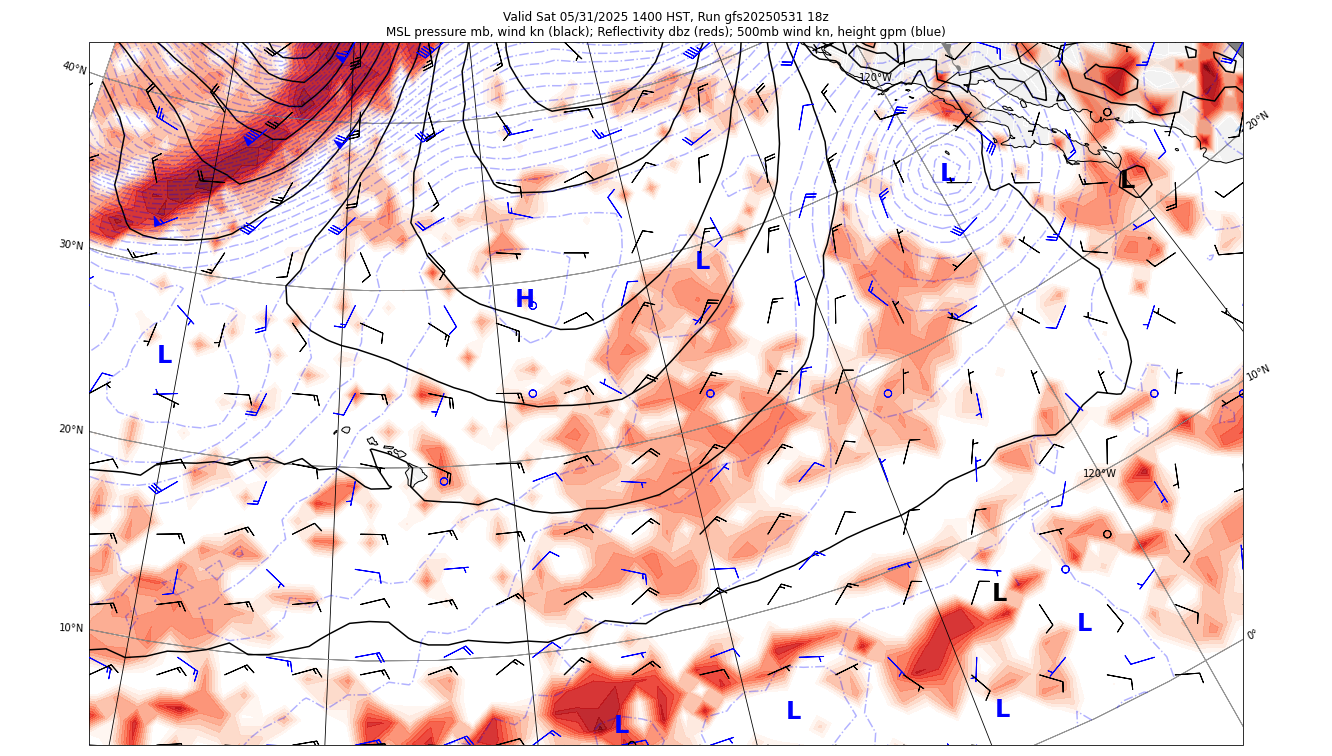 Valid Sat 05/31/2025 1400 HST, Run gfs20250531 18z
MSL pressure mb, wind kn (black); Reflectivity dbz (reds); 500mb wind kn, height gpm (blue)
40°N
120°W
20°N
L
L
30°N
L
H
L
10°N
20°N
120°W
L
10°N
L
0°
L
L
L